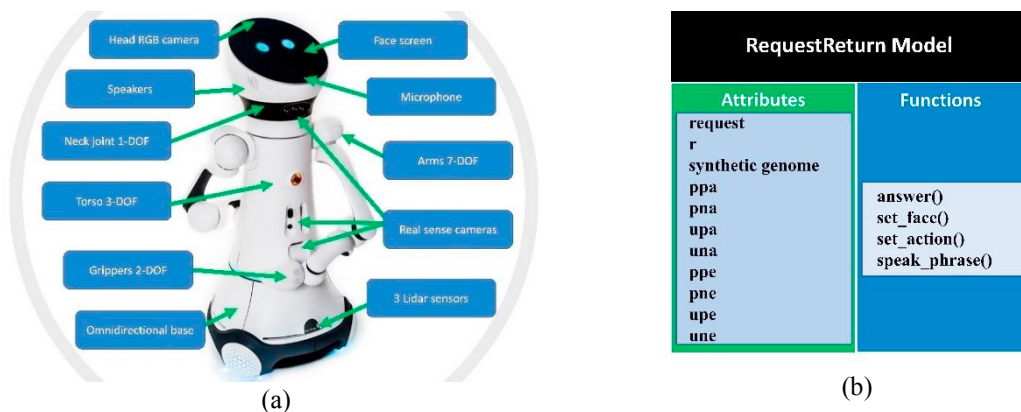 Head RGB camera
Face screen
Speakers
Microphone
Neck joint 1-DOF
Arms 7-DOF
Torso 3-DOF
Real sense cameras
Grippers 2-DOF
3 Lidar sensors
Omnidirectional base
(a)
RequestReturn Model
Attributes
request
r
synthetic genome
ppa
pna
upa
una
ppe
pne
upe
une
Functions
answer()
set_face()
set_action()
speak_phrase()
(b)